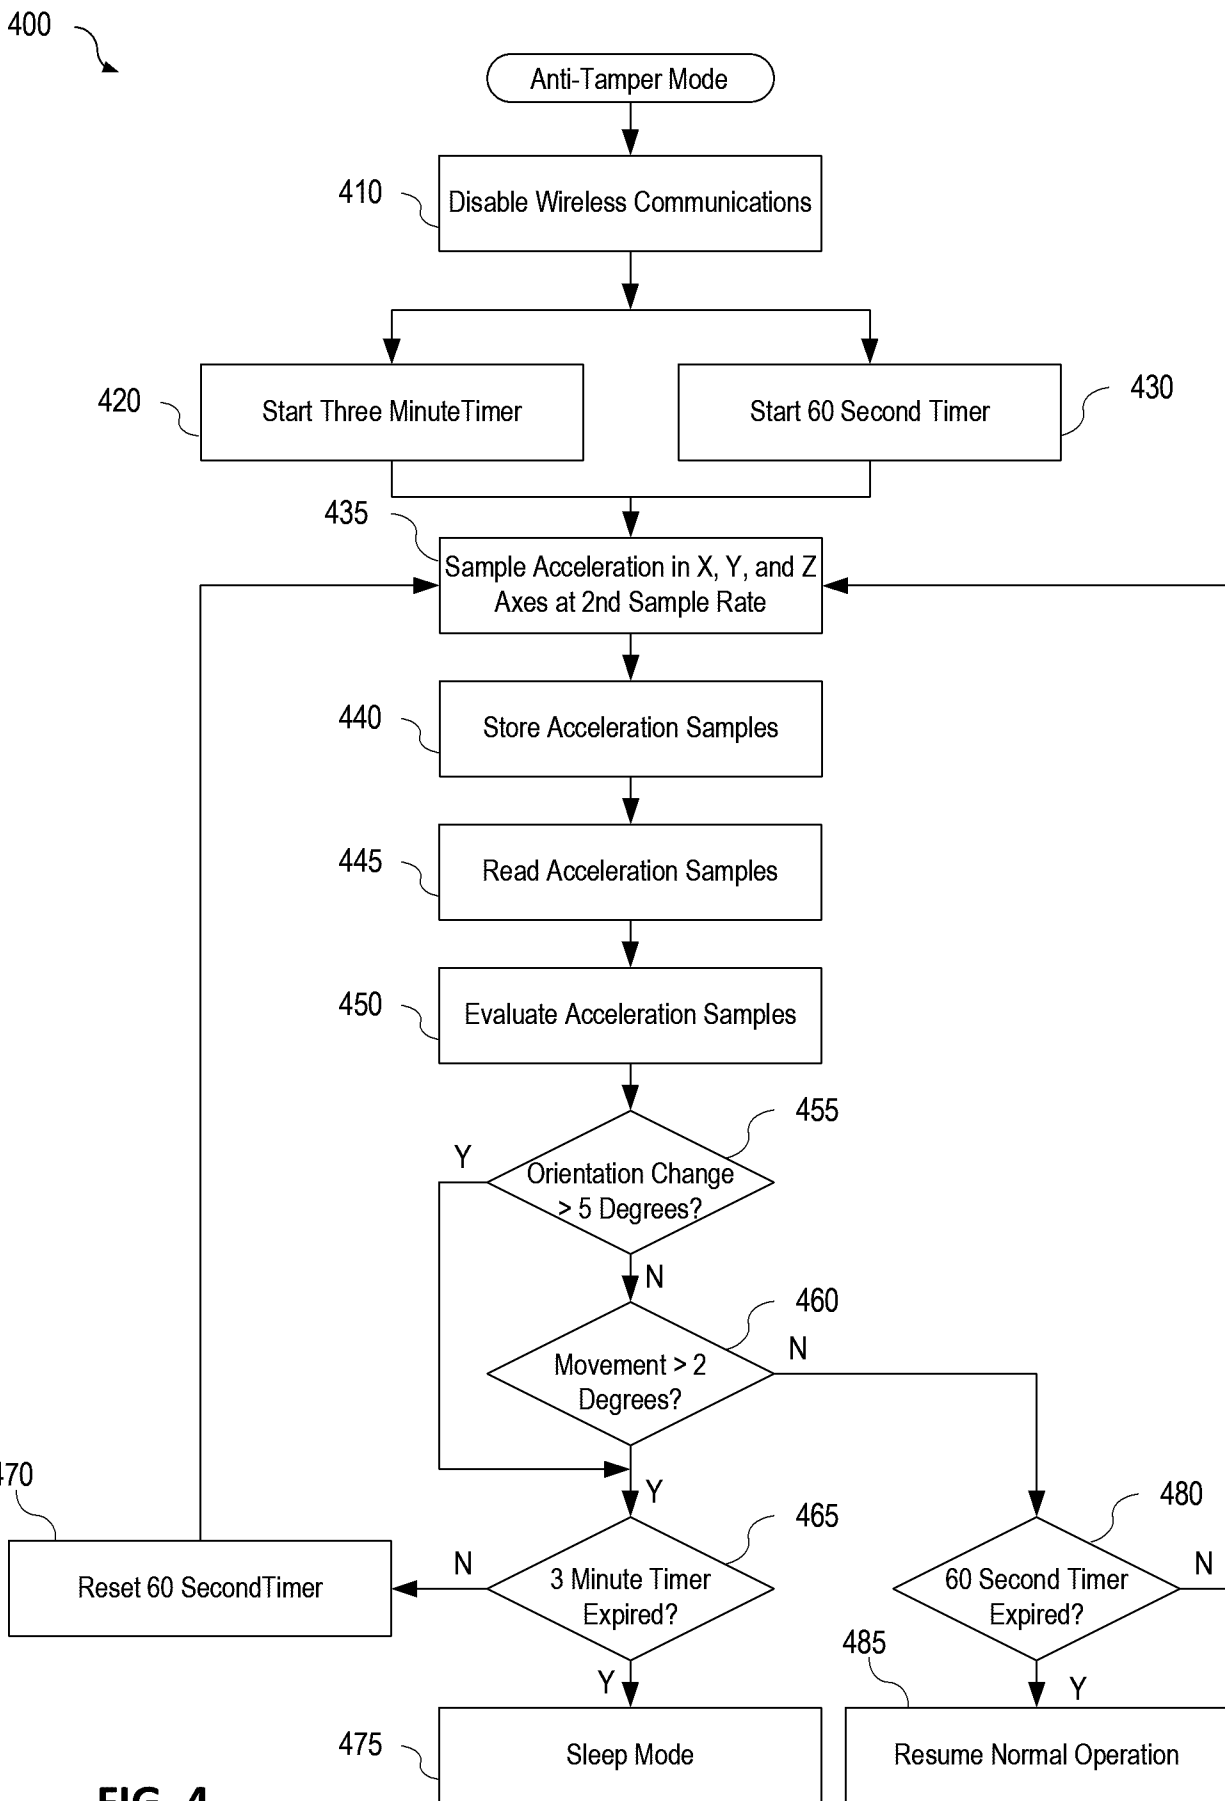 400
Anti-Tamper Mode
410
Disable Wireless Communications
420
Start Three MinuteTimer
Start 60 Second Timer
430
435
Sample Acceleration in X, Y, and Z
Axes at 2nd Sample Rate
440
Store Acceleration Samples
445
Read Acceleration Samples
450
Evaluate Acceleration Samples
455
Y
Orientation Change
> 5 Degrees?
N
460
N
Movement > 2
Degrees?
Y
470
465
480
N
3 Minute Timer
Expired?
60 Second Timer
Expired?
N
Reset 60 SecondTimer
Y
485
Y
475
Sleep Mode
Resume Normal Operation
FIG. 4